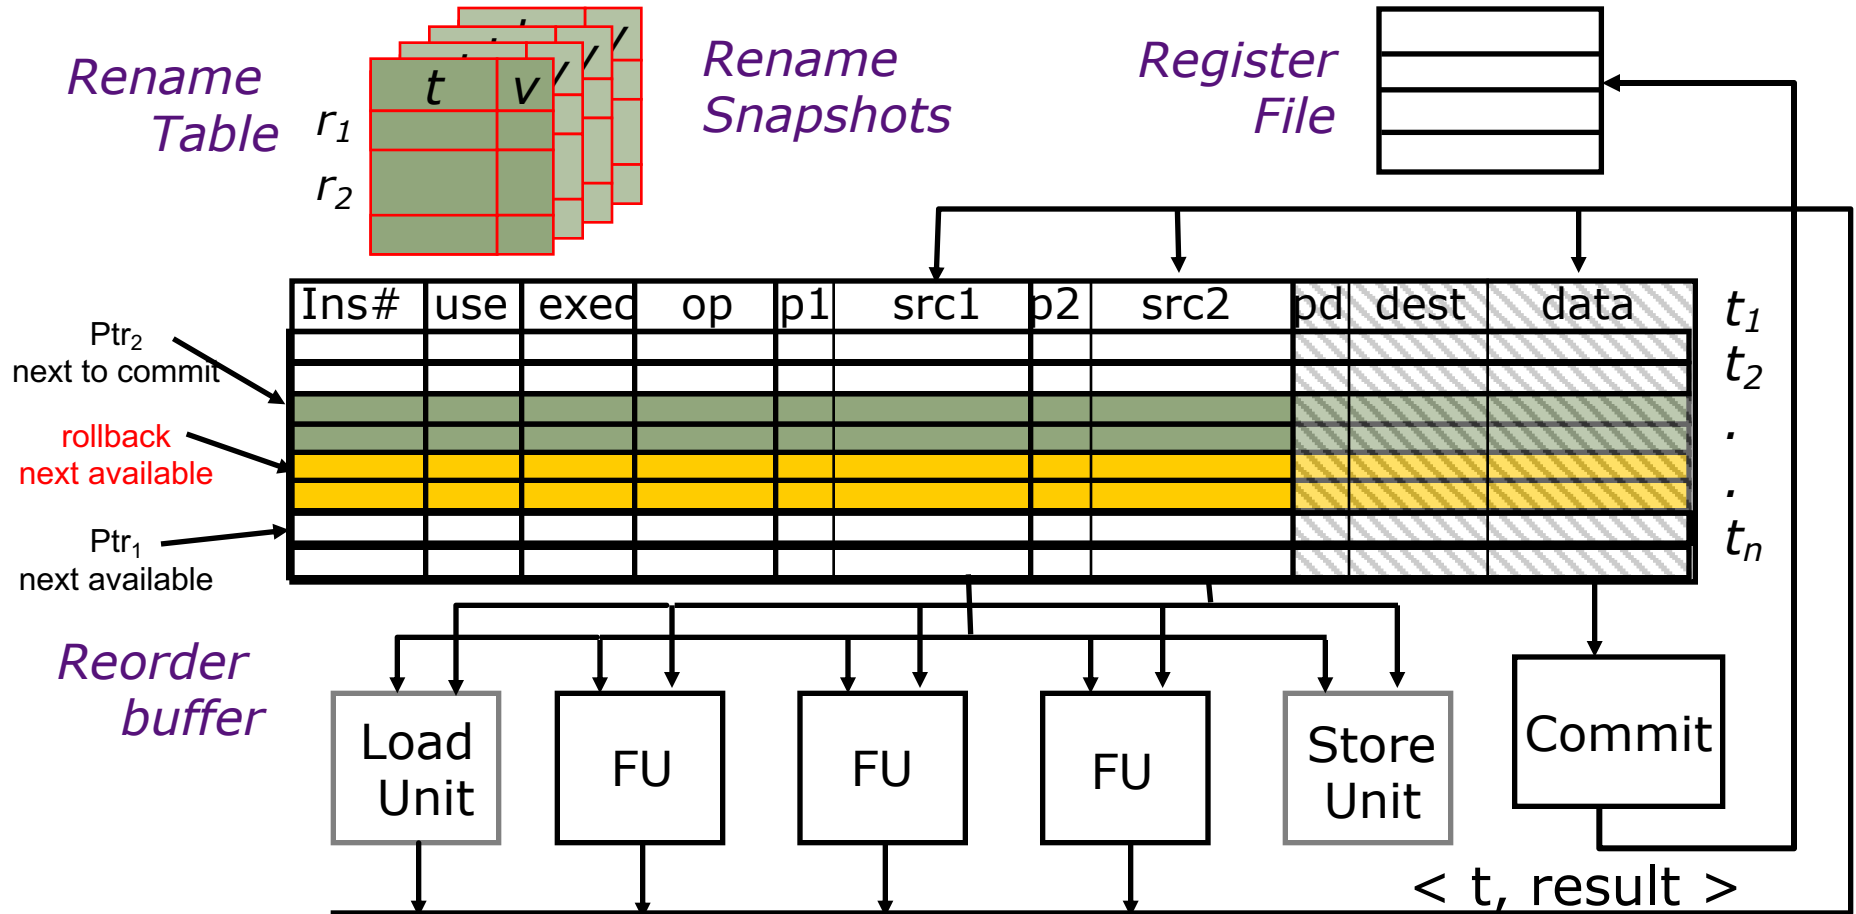 Rename
Table
t v
r1
r2
Rename
Snapshots
Register
File
Ins# use exec op p1 src1 p2 src2 pd dest data
t1
t2
.
.
tn
Ptr2
next to commit
rollback
next available
Ptr1
next available
Reorder
buffer
Load
Unit
FU
FU
FU
Store
Unit
Commit
< t, result >